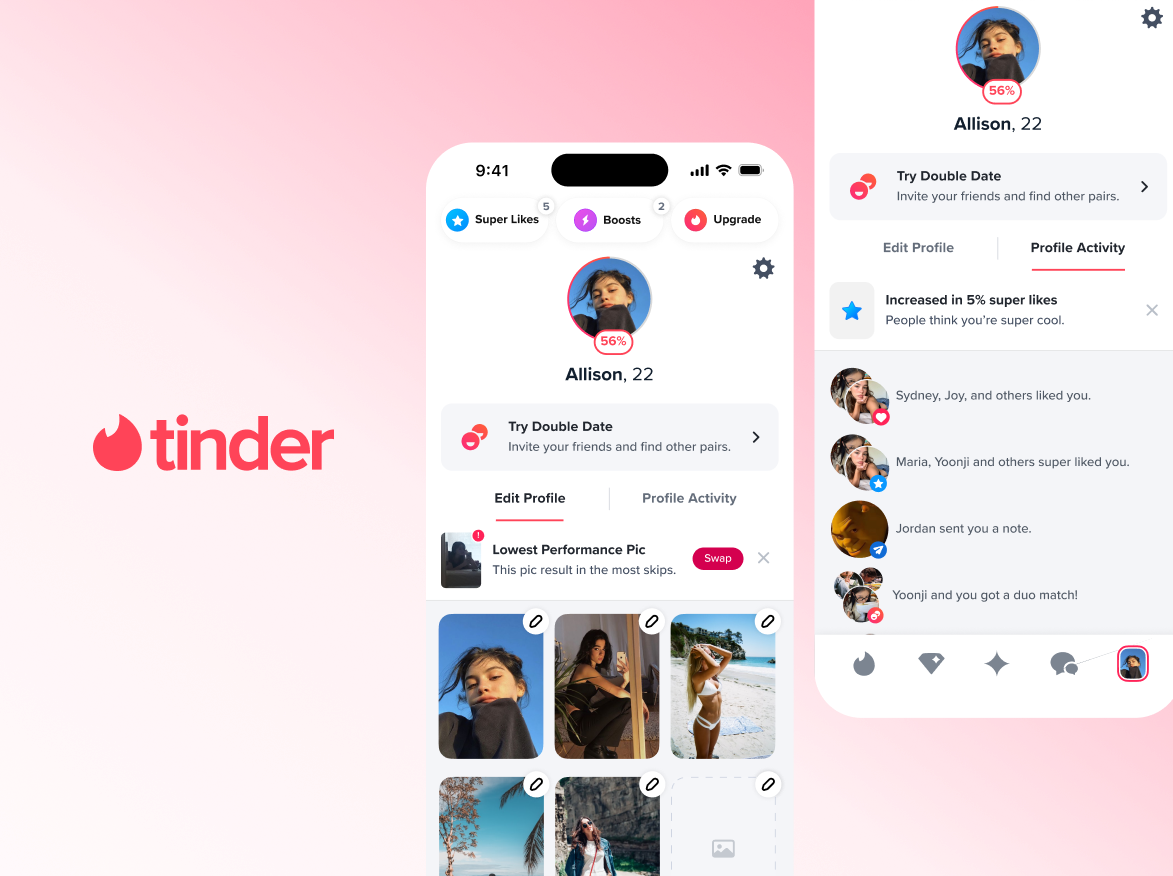 tinder
9:41
Super Likes
5
Boosts
2
Upgrade
56%
Allison, 22
Try Double Date
Invite your friends and find other pairs.
Edit Profile
Profile Activity
!
Lowest Performance Pic
This pic result in the most skips.
Swap
56%
Allison, 22
Try Double Date
Invite your friends and find other pairs.
Edit Profile
Profile Activity
Increased in 5% super likes
People think you’re super cool.
Sydney, Joy, and others liked you.
Maria, Yoonji and others super liked you.
Jordan sent you a note.
Yoonji and you got a duo match!